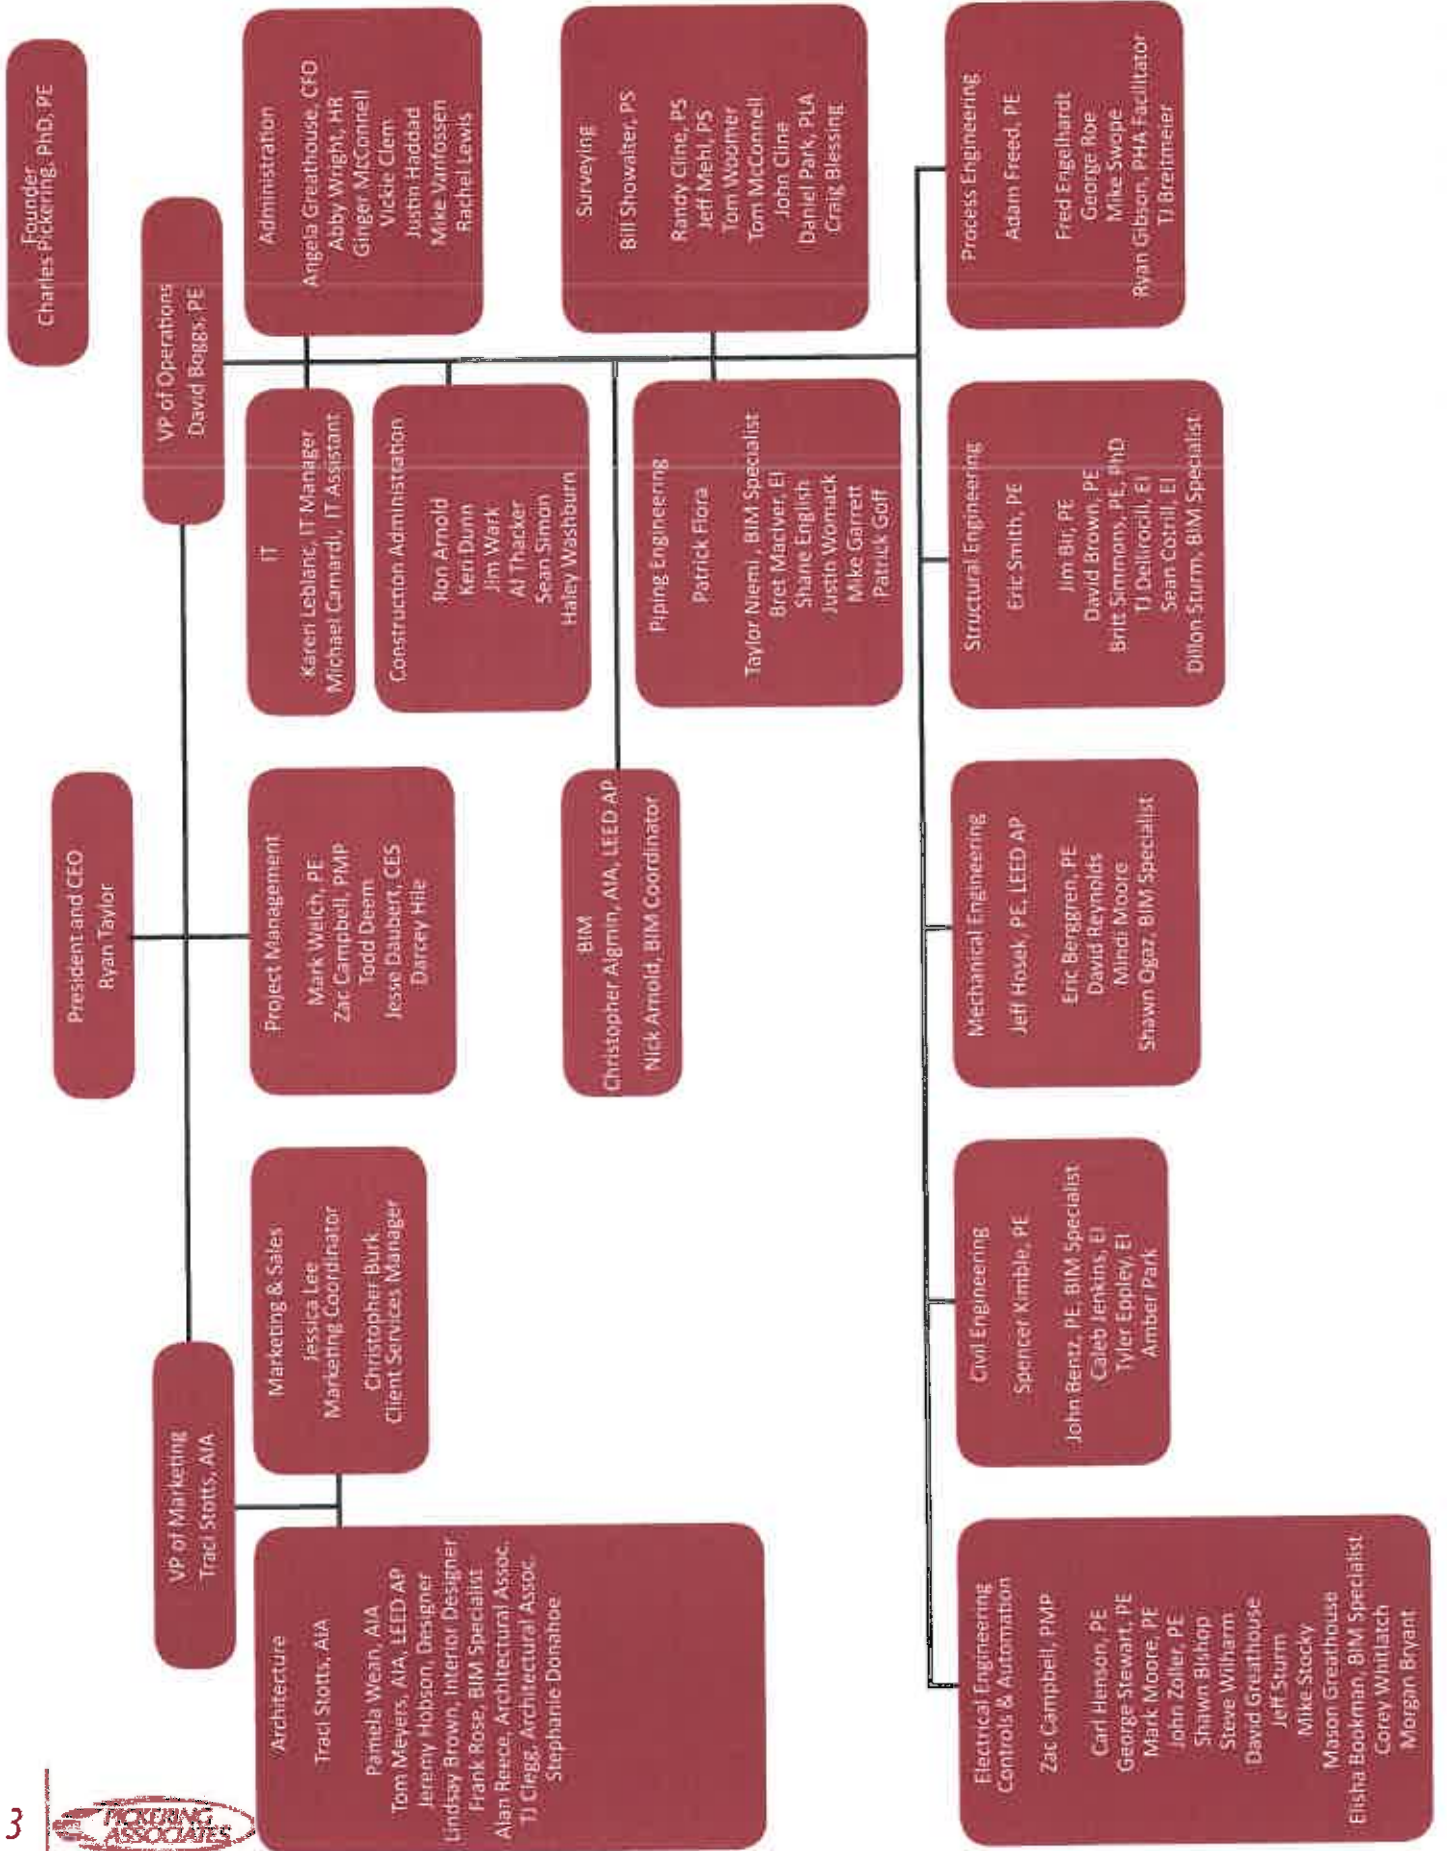 3
PICKERING
ASSOCIATES
Founder
Charles Pickering, PhD, PE
President and CEO
Ryan Taylor
VP of Marketing
Traci Stotts, AIA
VP of Operations
David Boggs, PE
Architecture
Traci Stotts, AIA
Pamela Wean, AIA
Tom Meyers, AIA, LEED AP
Jeremy Hobson, Designer
Lindsay Brown, Interior Designer
Frank Rose, BIM Specialist
Alan Reece, Architectural Assoc.
TJ Clegg, Architectural Assoc.
Stephanie Donahoe
Marketing & Sales
Jessica Lee
Marketing Coordinator
Christopher Burk
Client Services Manager
Project Management
Mark Welch, PE
Zac Campbell, PMP
Todd Deem
Jesse Daubert, CES
Darcey Hile
IT
Karen Leblanc, IT Manager
Michael Carnardi, IT Assistant
Administration
Angela Greathouse, CFO
Abby Wright, HR
Ginger McConnell
Vickie Clem
Justin Haddad
Mike Vanfossen
Rachel Lewis
Construction Administration
Ron Arnold
Keri Dunn
Jim Wark
AJ Thacker
Sean Simon
Haley Washburn
BIM
Christopher Algmin, AIA, LEED AP
Nick Arnold, BIM Coordinator
Piping Engineering
Patrick Flora
Taylor Niemi , BIM Specialist
Bret MacIver, EI
Shane English
Justin Womack
Mike Garrett
Patrick Goff
Surveying
Bill Showalter, PS
Randy Cline, PS
Jeff Mehl, PS
Tom Woomer
Tom McConnell
John Cline
Daniel Park, PLA
Craig Blessing
Electrical Engineering
Controls & Automation
Zac Campbell, PMP
Carl Henson, PE
George Stewart, PE
Mark Moore, PE
John Zoller, PE
Shawn Bishop
Steve Wilharm
David Greathouse
Jeff Sturm
Mike Stocky
Mason Greathouse
Elisha Bookman, BIM Specialist
Corey Whitlatch
Morgan Bryant
Civil Engineering
Spencer Kimble, PE
John Bentz, PE, BIM Specialist
Caleb Jenkins, EI
Tyler Eppley, EI
Amber Park
Mechanical Engineering
Jeff Hosek, PE, LEED AP
Eric Bergren, PE
David Reynolds
Mindi Moore
Shawn Ogaz, BIM Specialist
Structural Engineering
Eric Smith, PE
Jim Bir, PE
David Brown, PE
Britt Simmons, PE, PhD
TJ Delirocil, EI
Sean Cotrill, EI
Dillon Sturm, BIM Specialist
Process Engineering
Adam Freed, PE
Fred Engelhardt
George Roe
Mike Swope
Ryan Gibson, PHA Facilitator
TJ Breitmeier